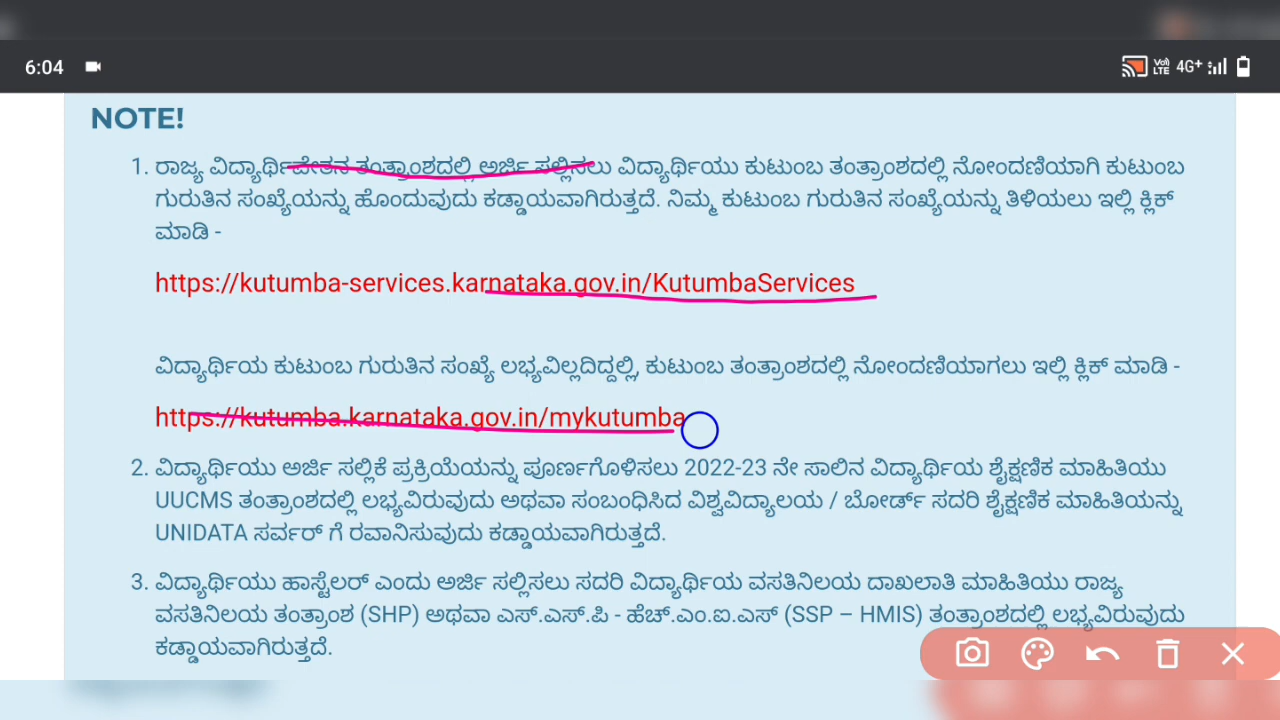 6:04
Vo) LTE 4G+
NOTE!
1. ರಾಜ್ಯ ವಿದ್ಯಾರ್ಥಿವೇತನ ತಂತ್ರಾಂಶದಲ್ಲಿ ಅರ್ಜಿ ಸಲ್ಲಿಸಲು ವಿದ್ಯಾರ್ಥಿಯು ಕುಟುಂಬ ತಂತ್ರಾಂಶದಲ್ಲಿ ನೋಂದಣಿಯಾಗಿ ಕುಟುಂಬ
ಗುರುತಿನ ಸಂಖ್ಯೆಯನ್ನು ಹೊಂದುವುದು ಕಡ್ಡಾಯವಾಗಿರುತ್ತದೆ. ನಿಮ್ಮ ಕುಟುಂಬ ಗುರುತಿನ ಸಂಖ್ಯೆಯನ್ನು ತಿಳಿಯಲು ಇಲ್ಲಿ ಕ್ಲಿಕ್
ಮಾಡಿ -
https://kutumba-services.karnataka.gov.in/KutumbaServices
ವಿದ್ಯಾರ್ಥಿಯ ಕುಟುಂಬ ಗುರುತಿನ ಸಂಖ್ಯೆ ಲಭ್ಯವಿಲ್ಲದಿದ್ದಲ್ಲಿ, ಕುಟುಂಬ ತಂತ್ರಾಂಶದಲ್ಲಿ ನೋಂದಣಿಯಾಗಲು ಇಲ್ಲಿ ಕ್ಲಿಕ್ ಮಾಡಿ -
https://kutumba.karnataka.gov.in/mykutumba
2. ವಿದ್ಯಾರ್ಥಿಯು ಅರ್ಜಿ ಸಲ್ಲಿಕೆ ಪ್ರಕ್ರಿಯೆಯನ್ನು ಪೂರ್ಣಗೊಳಿಸಲು 2022-23 ನೇ ಸಾಲಿನ ವಿದ್ಯಾರ್ಥಿಯ ಶೈಕ್ಷಣಿಕ ಮಾಹಿತಿಯು
UUCMS ತಂತ್ರಾಂಶದಲ್ಲಿ ಲಭ್ಯವಿರುವುದು ಅಥವಾ ಸಂಬಂಧಿಸಿದ ವಿಶ್ವವಿದ್ಯಾಲಯ / ಬೋರ್ಡ್ ಸದರಿ ಶೈಕ್ಷಣಿಕ ಮಾಹಿತಿಯನ್ನು
UNIDATA ಸರ್ವರ್ ಗೆ ರವಾನಿಸುವುದು ಕಡ್ಡಾಯವಾಗಿರುತ್ತದೆ.
3. ವಿದ್ಯಾರ್ಥಿಯು ಹಾಸ್ಟೆಲರ್ ಎಂದು ಅರ್ಜಿ ಸಲ್ಲಿಸಲು ಸದರಿ ವಿದ್ಯಾರ್ಥಿಯ ವಸತಿನಿಲಯ ದಾಖಲಾತಿ ಮಾಹಿತಿಯು ರಾಜ್ಯ
ವಸತಿನಿಲಯ ತಂತ್ರಾಂಶ (SHP) ಅಥವಾ ಎಸ್.ಎಸ್.ಪಿ - ಹೆಚ್.ಎಂ.ಐ.ಎಸ್ (SSP – HMIS) ತಂತ್ರಾಂಶದಲ್ಲಿ ಲಭ್ಯವಿರುವುದು
ಕಡ್ಡಾಯವಾಗಿರುತ್ತದೆ.